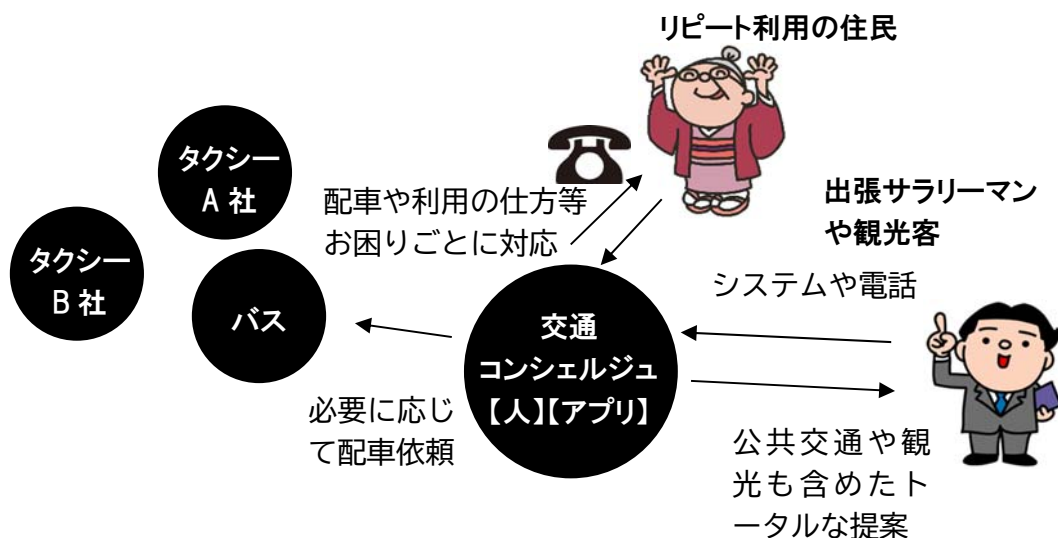 リピート利用の住民
タクシー
A 社
タクシー
B 社
バス
配車や利用の仕方等
お困りごとに対応
出張サラリーマン
や観光客
システムや電話
交通
コンシェルジュ
【人】【アプリ】
必要に応じ
て配車依頼
公共交通や観
光も含めたト
ータルな提案